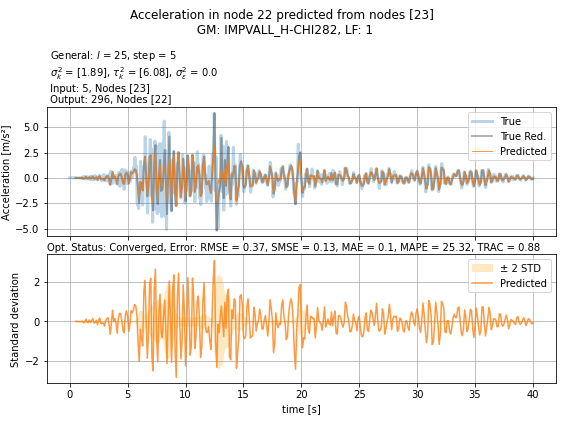 Acceleration in node 22 predicted from nodes [23]
GM: IMPVALL_H-CHI282, LF: 1
General: l = 25, step = 5
σ²ₖ = [1.89], τ²ₖ = [6.08], σ²_ε = 0.0
Input: 5, Nodes [23]
Output: 296, Nodes [22]
Acceleration [m/s²]
5.0
2.5
0.0
−2.5
−5.0
True
True Red.
Predicted
Opt. Status: Converged, Error: RMSE = 0.37, SMSE = 0.13, MAE = 0.1, MAPE = 25.32, TRAC = 0.88
Standard deviation
2
0
−2
± 2 STD
Predicted
0 5 10 15 20 25 30 35 40
time [s]